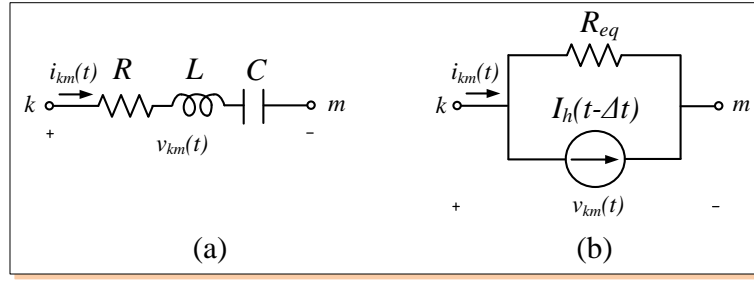 i_km(t) R L C
k m
+ −
v_km(t)
(a)
R_eq
i_km(t)
k m
I_h(t-Δt)
+ −
v_km(t)
(b)